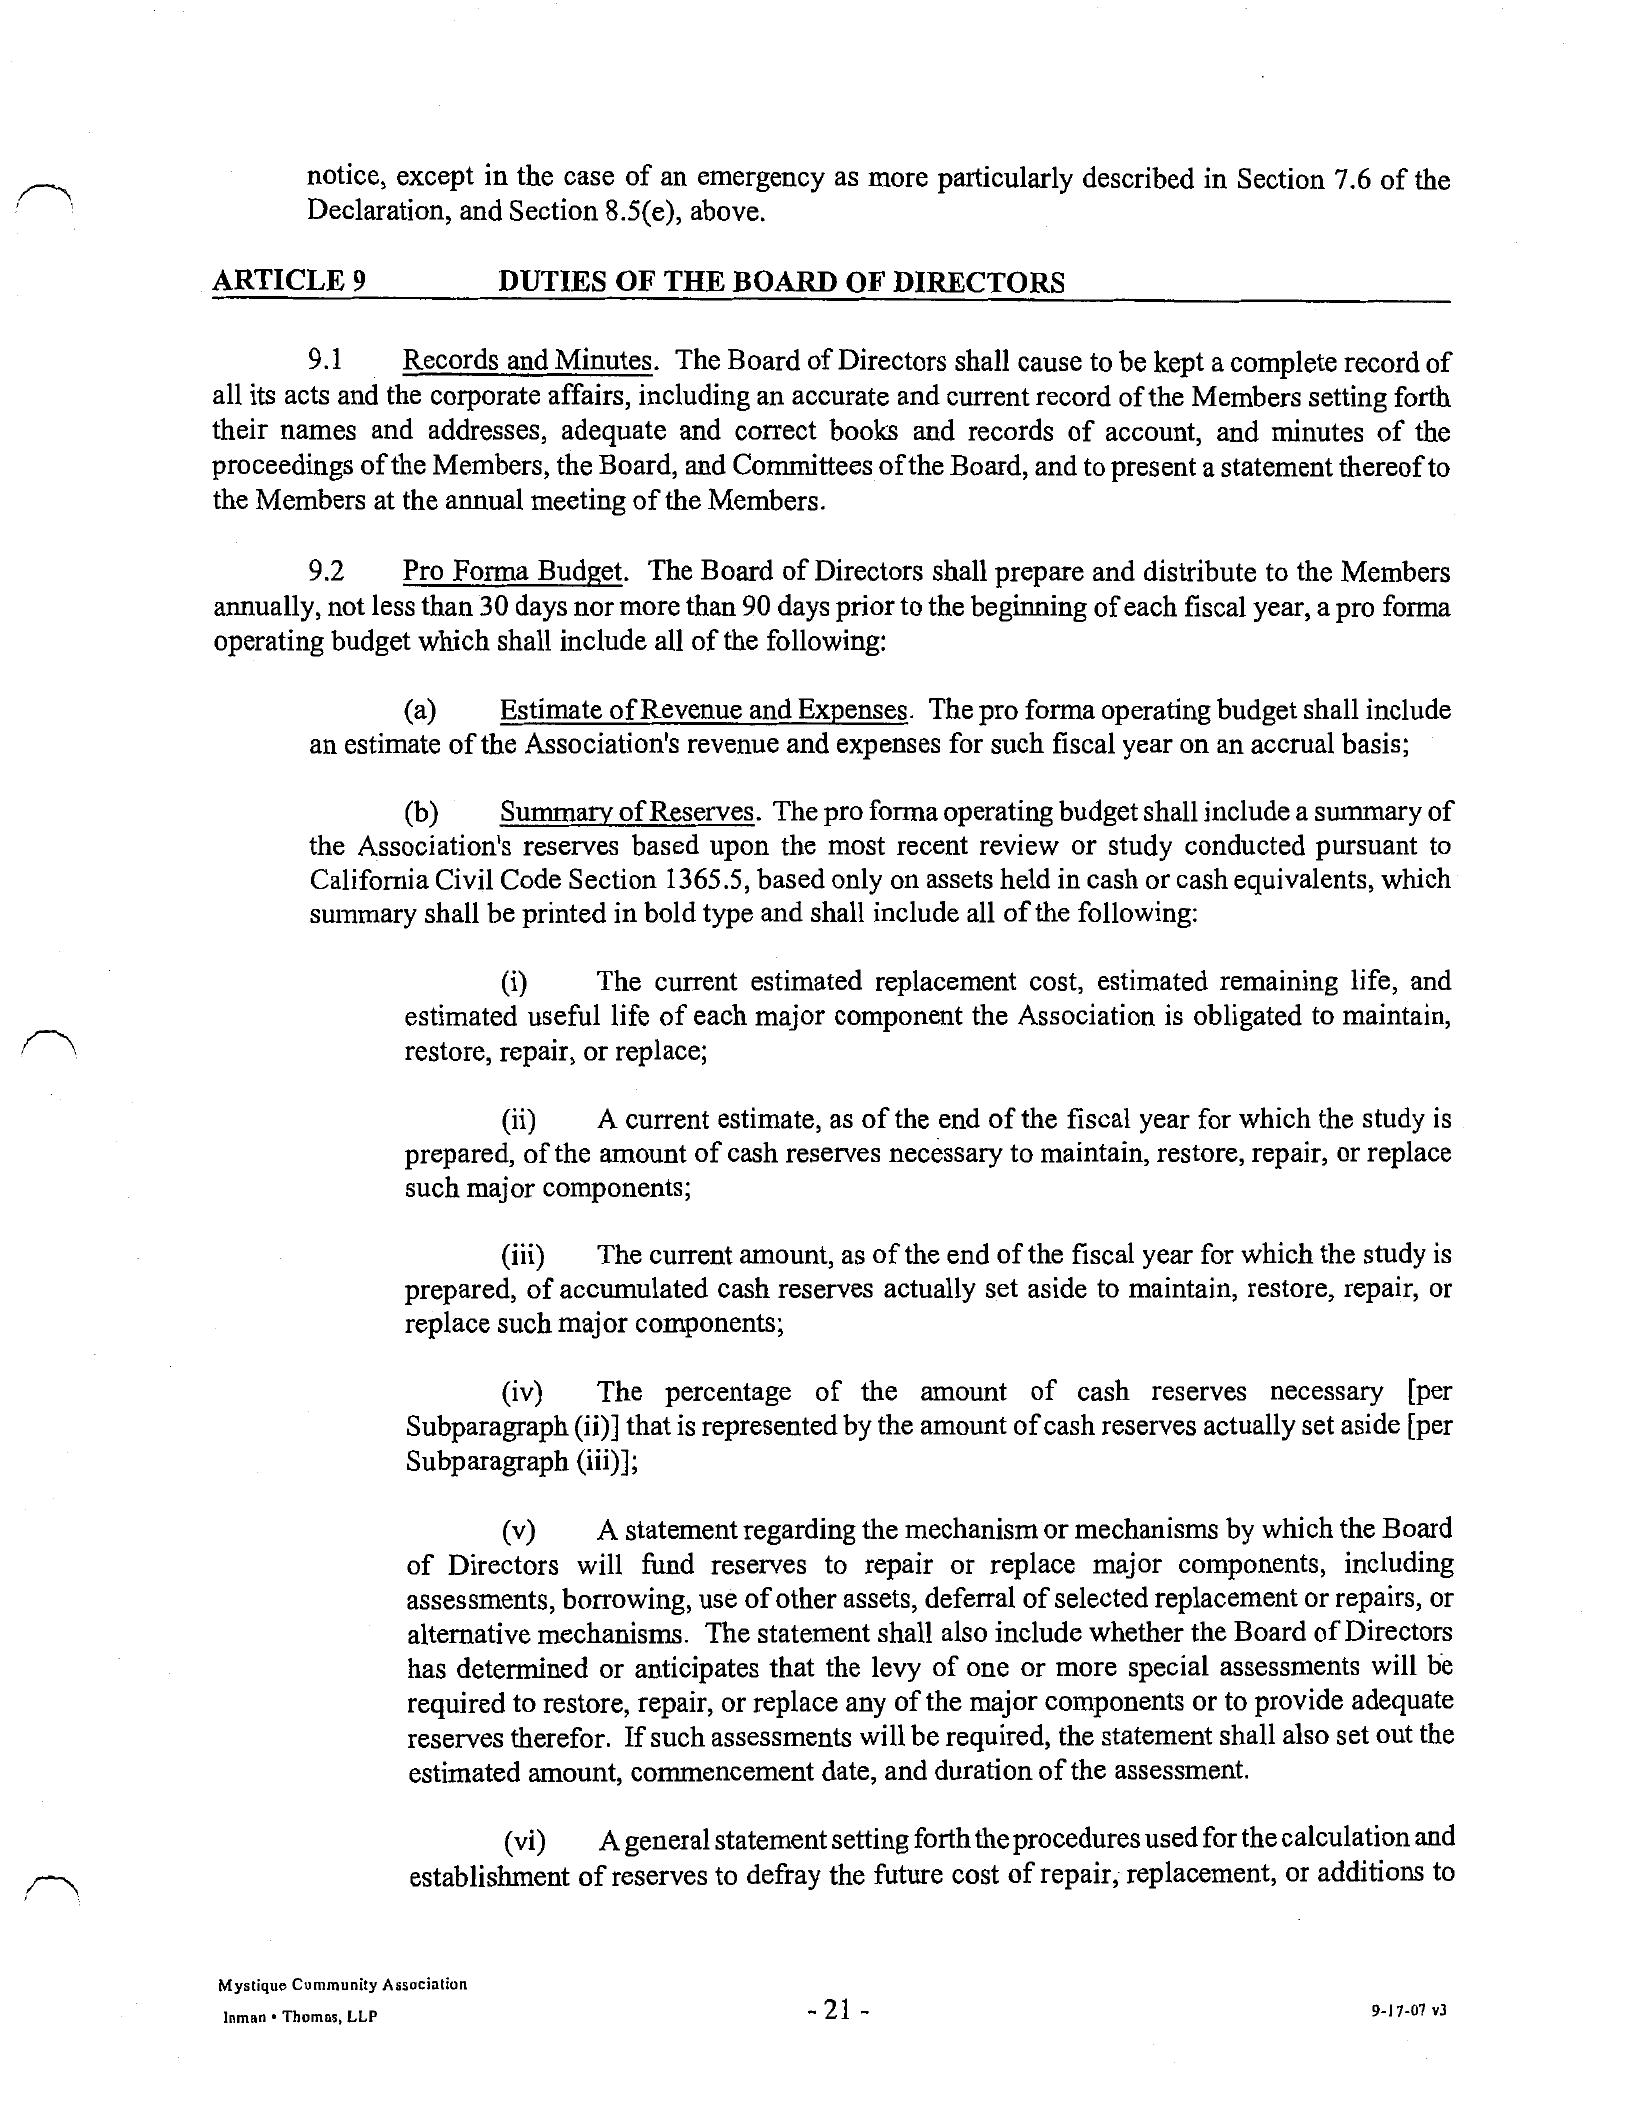 notice, except in the case of an emergency as more particularly described in Section 7.6 of the
Declaration, and Section 8.5(e), above.
ARTICLE 9 DUTIES OF THE BOARD OF DIRECTORS
9.1 Records and Minutes. The Board of Directors shall cause to be kept a complete record of
all its acts and the corporate affairs, including an accurate and current record of the Members setting forth
their names and addresses, adequate and correct books and records of account, and minutes of the
proceedings of the Members, the Board, and Committees of the Board, and to present a statement thereof to
the Members at the annual meeting of the Members.
9.2 Pro Forma Budget. The Board of Directors shall prepare and distribute to the Members
annually, not less than 30 days nor more than 90 days prior to the beginning of each fiscal year, a pro forma
operating budget which shall include all of the following:
(a) Estimate of Revenue and Expenses. The pro forma operating budget shall include
an estimate of the Association's revenue and expenses for such fiscal year on an accrual basis;
(b) Summary of Reserves. The pro forma operating budget shall include a summary of
the Association's reserves based upon the most recent review or study conducted pursuant to
California Civil Code Section 1365.5, based only on assets held in cash or cash equivalents, which
summary shall be printed in bold type and shall include all of the following:
(i) The current estimated replacement cost, estimated remaining life, and
estimated useful life of each major component the Association is obligated to maintain,
restore, repair, or replace;
(ii) A current estimate, as of the end of the fiscal year for which the study is
prepared, of the amount of cash reserves necessary to maintain, restore, repair, or replace
such major components;
(iii) The current amount, as of the end of the fiscal year for which the study is
prepared, of accumulated cash reserves actually set aside to maintain, restore, repair, or
replace such major components;
(iv) The percentage of the amount of cash reserves necessary [per
Subparagraph (ii)] that is represented by the amount of cash reserves actually set aside [per
Subparagraph (iii)];
(v) A statement regarding the mechanism or mechanisms by which the Board
of Directors will fund reserves to repair or replace major components, including
assessments, borrowing, use of other assets, deferral of selected replacement or repairs, or
alternative mechanisms. The statement shall also include whether the Board of Directors
has determined or anticipates that the levy of one or more special assessments will be
required to restore, repair, or replace any of the major components or to provide adequate
reserves therefor. If such assessments will be required, the statement shall also set out the
estimated amount, commencement date, and duration of the assessment.
(vi) A general statement setting forth the procedures used for the calculation and
establishment of reserves to defray the future cost of repair, replacement, or additions to
Mystique Community Association
Inman • Thomas, LLP
- 21 -
9-17-07 v3